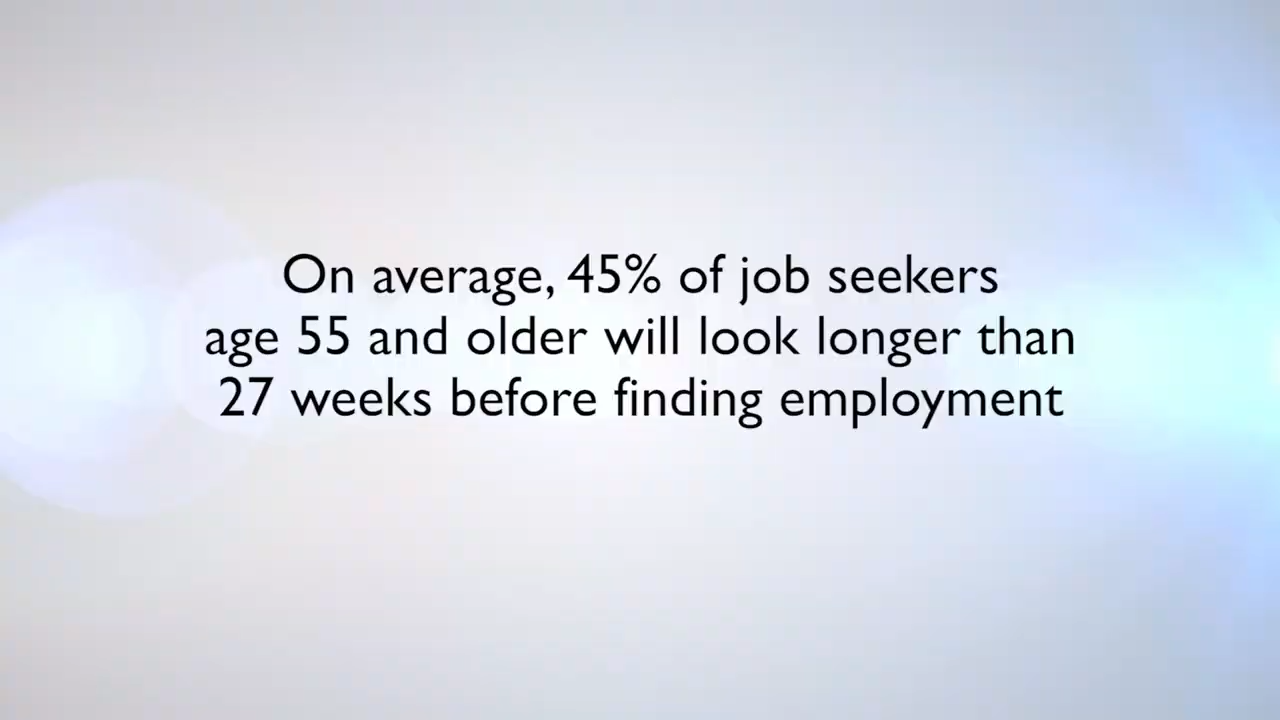 On average, 45% of job seekers
age 55 and older will look longer than
27 weeks before finding employment